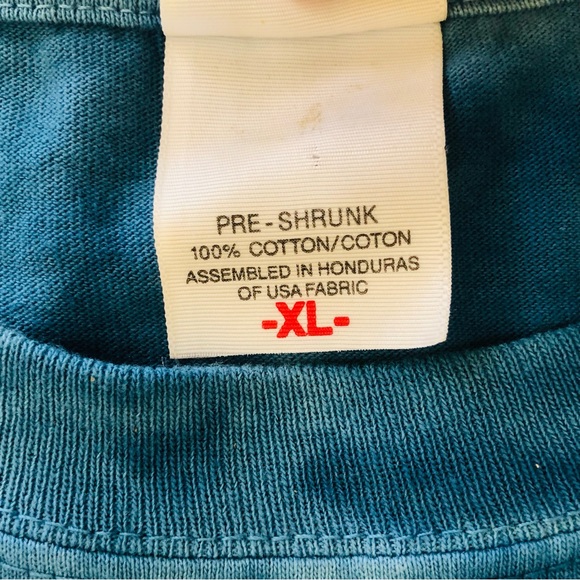 PRE-SHRUNK
100% COTTON/COTON
ASSEMBLED IN HONDURAS
OF USA FABRIC
-XL-